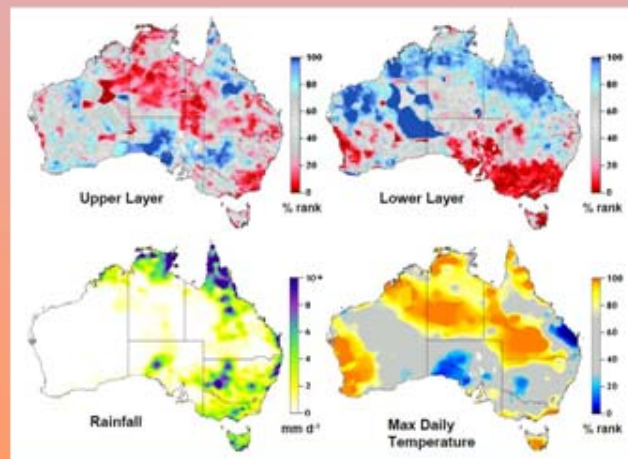 100
80
60
40
20
0
% rank
Upper Layer
100
80
60
40
20
0
% rank
Lower Layer
10+
8
6
4
2
0
mm d⁻¹
Rainfall
100
80
60
40
20
0
% rank
Max Daily
Temperature